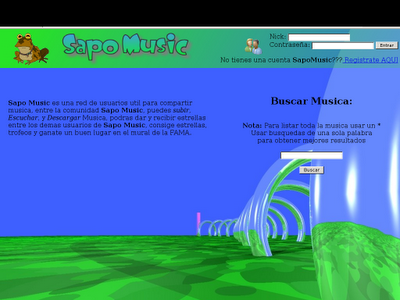 Sapo Music
Nick:
Contraseña:
Entrar
No tienes una cuenta SapoMusic??? Registrate AQUI
Sapo Music es una red de usuarios util para compartir
musica, entre la comunidad Sapo Music, puedes subir,
Escuchar, y Descargar Musica, podras dar y recibir estrellas
entre los demas usuarios de Sapo Music, consige estrellas,
trofeos y ganate un buen lugar en el mural de la FAMA.
Buscar Musica:
Nota: Para listar toda la musica usar un *
Usar busquedas de una sola palabra
para obtener mejores resultados
Buscar